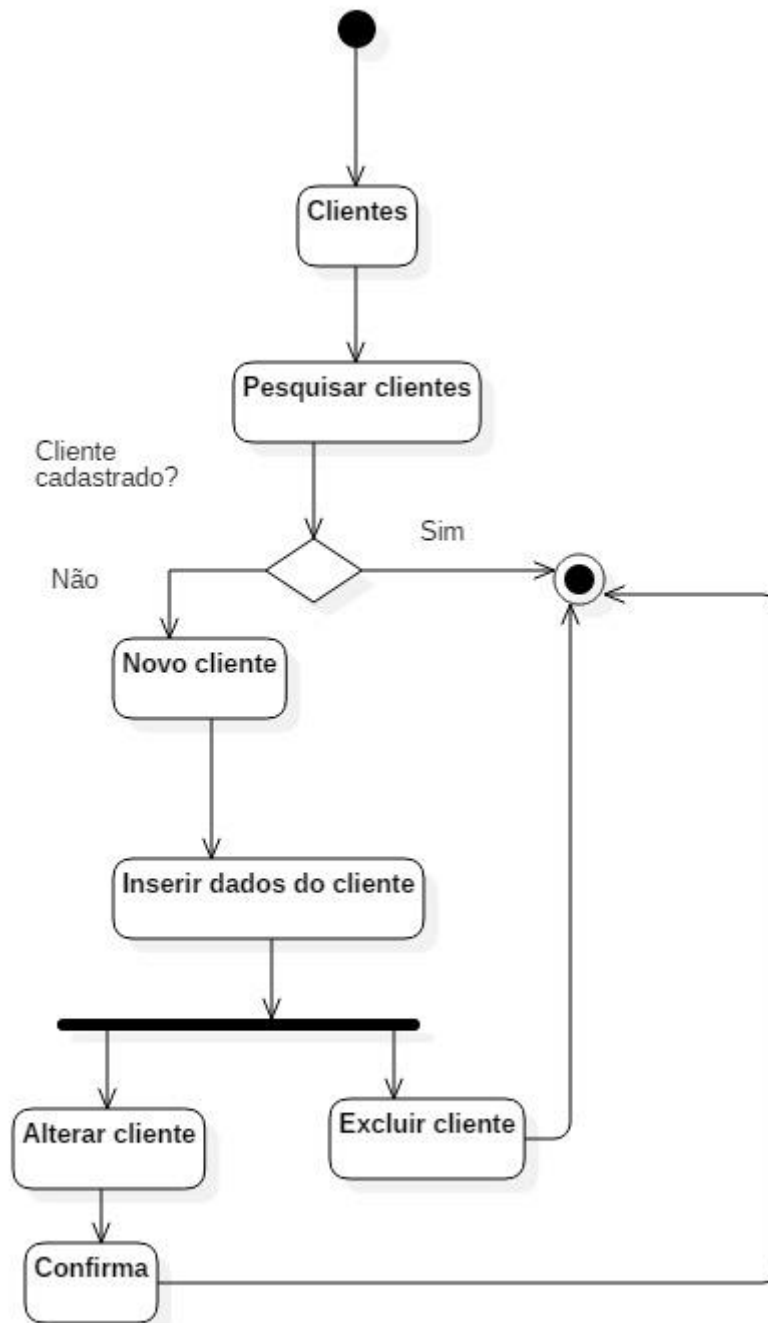 Clientes
Pesquisar clientes
Cliente
cadastrado?
Sim
Não
Novo cliente
Inserir dados do cliente
Alterar cliente
Excluir cliente
Confirma